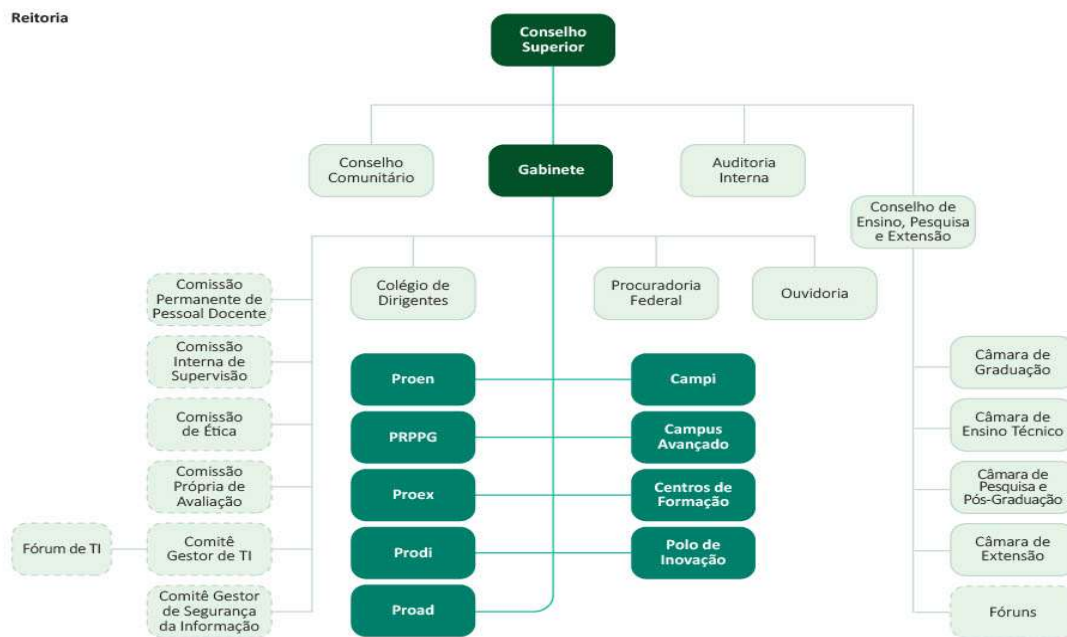 Reitoria
Conselho
Superior
Conselho
Comunitário
Gabinete
Auditoria
Interna
Conselho de
Ensino, Pesquisa
e Extensão
Comissão
Permanente de
Pessoal Docente
Colégio de
Dirigentes
Procuradoria
Federal
Ouvidoria
Comissão
Interna de
Supervisão
Proen
Campi
Câmara de
Graduação
Comissão
de Ética
PRPPG
Campus
Avançado
Câmara de
Ensino Técnico
Comissão
Própria de
Avaliação
Proex
Centros de
Formação
Câmara de
Pesquisa e
Pós-Graduação
Fórum de TI
Comitê
Gestor de TI
Prodi
Polo de
Inovação
Câmara de
Extensão
Comitê Gestor
de Segurança
da Informação
Proad
Fóruns